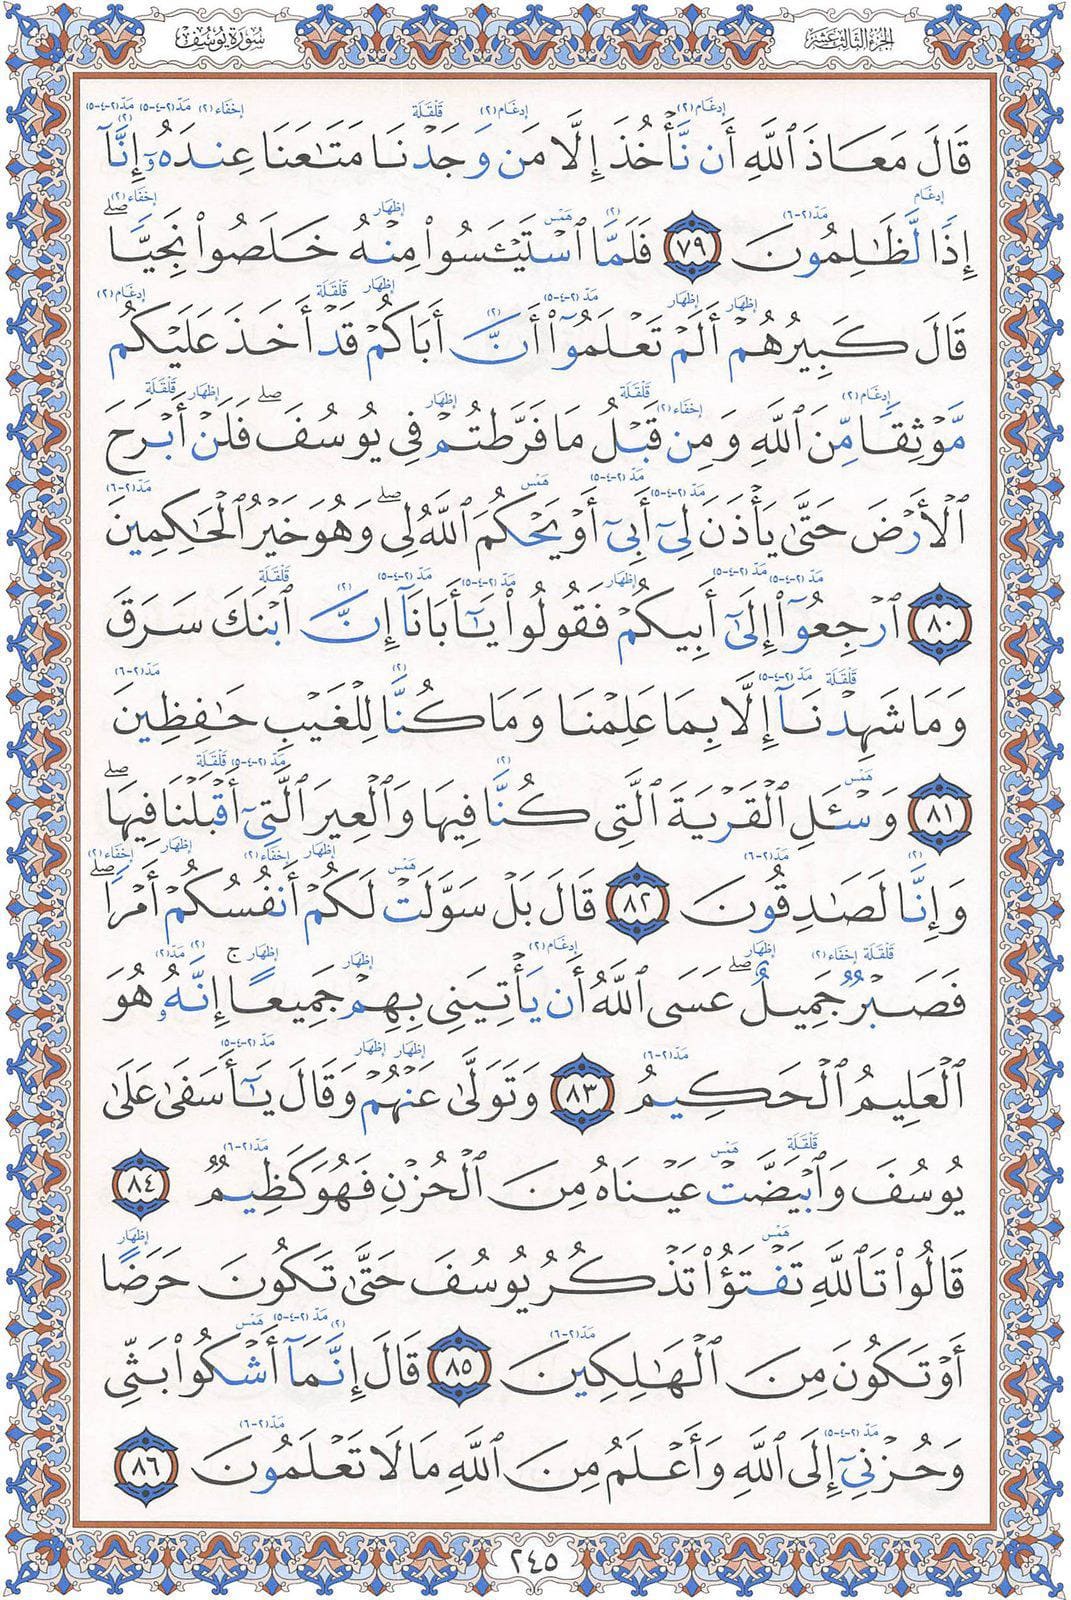 سُورَةُ يُوسُفَ
الجزء الثالث عشر
قَالَ مَعَاذَ ٱللَّهِ أَن نَّأْخُذَ إِلَّا مَن وَجَدْنَا مَتَٰعَنَا عِندَهُۥٓ إِنَّآ
إِذًا لَّظَٰلِمُونَ ٧٩ فَلَمَّا ٱسْتَيْـَٔسُوا۟ مِنْهُ خَلَصُوا۟ نَجِيًّا ۖ
قَالَ كَبِيرُهُمْ أَلَمْ تَعْلَمُوٓا۟ أَنَّ أَبَاكُمْ قَدْ أَخَذَ عَلَيْكُم
مَّوْثِقًا مِّنَ ٱللَّهِ وَمِن قَبْلُ مَا فَرَّطتُمْ فِى يُوسُفَ ۖ فَلَنْ أَبْرَحَ
ٱلْأَرْضَ حَتَّىٰ يَأْذَنَ لِىٓ أَبِىٓ أَوْ يَحْكُمَ ٱللَّهُ لِى ۖ وَهُوَ خَيْرُ ٱلْحَٰكِمِينَ
٨٠ ٱرْجِعُوٓا۟ إِلَىٰٓ أَبِيكُمْ فَقُولُوا۟ يَٰٓأَبَانَآ إِنَّ ٱبْنَكَ سَرَقَ
وَمَا شَهِدْنَآ إِلَّا بِمَا عَلِمْنَا وَمَا كُنَّا لِلْغَيْبِ حَٰفِظِينَ
٨١ وَسْـَٔلِ ٱلْقَرْيَةَ ٱلَّتِى كُنَّا فِيهَا وَٱلْعِيرَ ٱلَّتِىٓ أَقْبَلْنَا فِيهَا ۖ
وَإِنَّا لَصَٰدِقُونَ ٨٢ قَالَ بَلْ سَوَّلَتْ لَكُمْ أَنفُسُكُمْ أَمْرًا ۖ
فَصَبْرٌ جَمِيلٌ ۖ عَسَى ٱللَّهُ أَن يَأْتِيَنِى بِهِمْ جَمِيعًا ۚ إِنَّهُۥ هُوَ
ٱلْعَلِيمُ ٱلْحَكِيمُ ٨٣ وَتَوَلَّىٰ عَنْهُمْ وَقَالَ يَٰٓأَسَفَىٰ عَلَىٰ
يُوسُفَ وَٱبْيَضَّتْ عَيْنَاهُ مِنَ ٱلْحُزْنِ فَهُوَ كَظِيمٌ ٨٤
قَالُوا۟ تَٱللَّهِ تَفْتَؤُا۟ تَذْكُرُ يُوسُفَ حَتَّىٰ تَكُونَ حَرَضًا
أَوْ تَكُونَ مِنَ ٱلْهَٰلِكِينَ ٨٥ قَالَ إِنَّمَآ أَشْكُوا۟ بَثِّى
وَحُزْنِىٓ إِلَى ٱللَّهِ وَأَعْلَمُ مِنَ ٱللَّهِ مَا لَا تَعْلَمُونَ ٨٦
٢٤٥